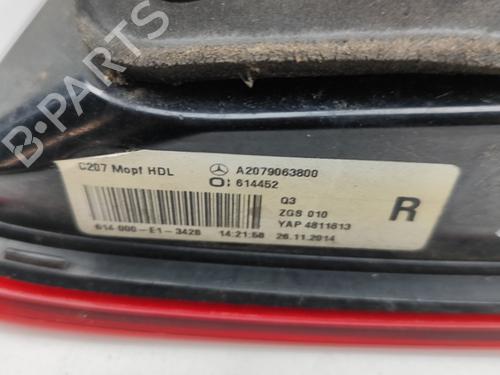 B-PARTS
C207 Mopf HDL
A2079063800
O: 614452
Q3
ZGS 010
YAP 4811613
R
614 000-E1-3428 14:21:58 26.11.2014